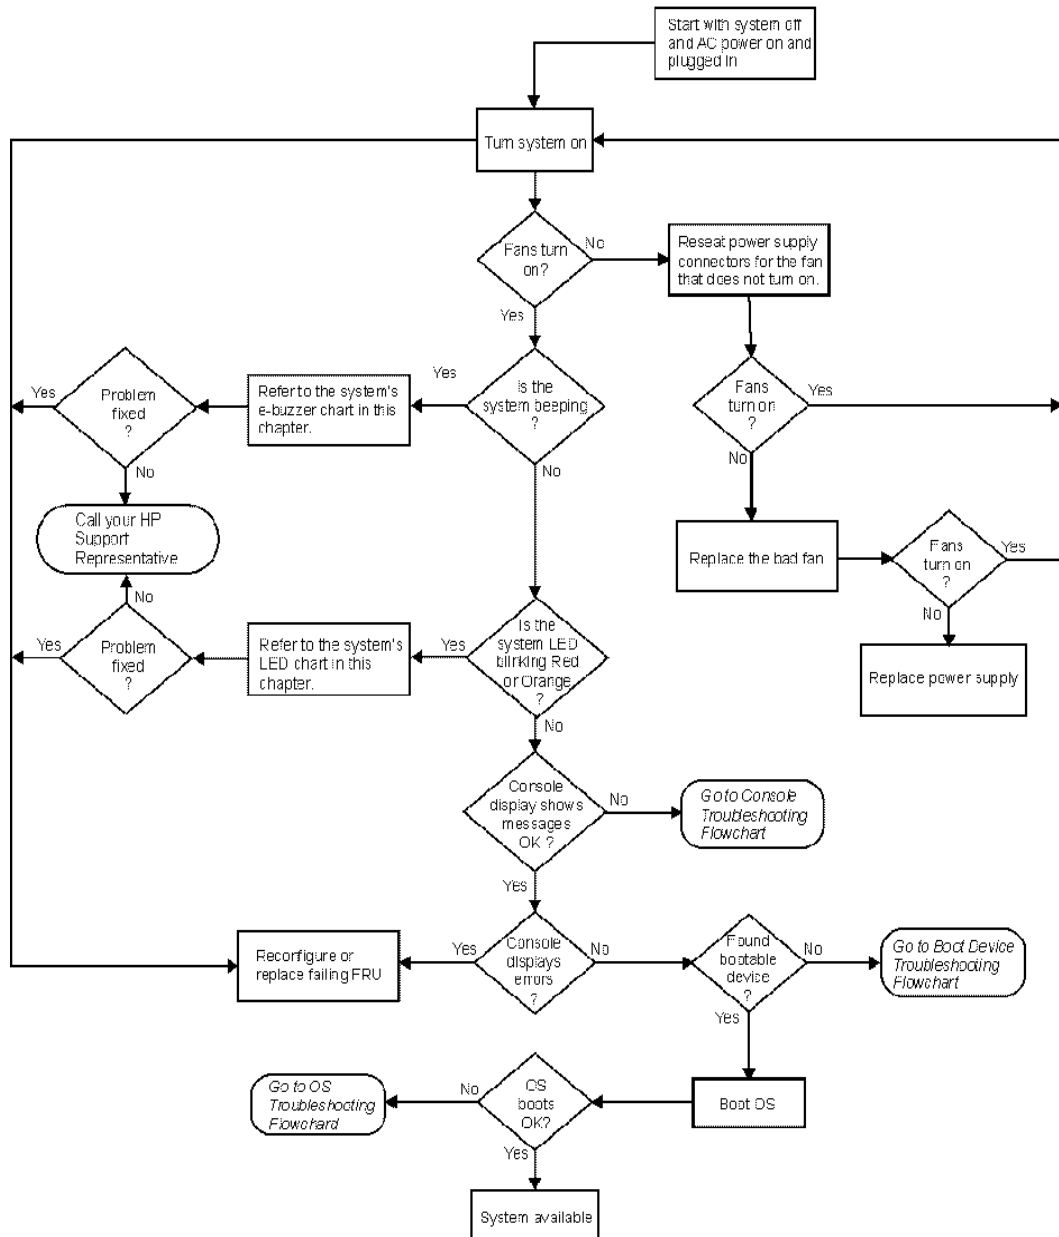 Start with system off
and AC power on and
plugged in
Turn system on
Fans turn
on?
No
Reseat power supply
connectors for the fan
that does not turn on.
Yes
Is the
system beeping
?
Yes
Refer to the system's
e-buzzer chart in this
chapter.
Problem
fixed
?
Yes
No
Call your HP
Support
Representative
Fans
turn on
?
Yes
No
Replace the bad fan
Fans
turn on
?
Yes
No
Replace power supply
No
Is the
system LED
blinking Red
or Orange
?
Yes
Refer to the system's
LED chart in this
chapter.
Problem
fixed
?
Yes
No
No
Console
display shows
messages
OK ?
No
Go to Console
Troubleshooting
Flowchart
Yes
Console
displays
errors
?
Yes
Reconfigure or
replace failing FRU
No
Found
bootable
device
?
No
Go to Boot Device
Troubleshooting
Flowchart
Yes
Boot OS
OS
boots
OK?
No
Go to OS
Troubleshooting
Flowchard
Yes
System available